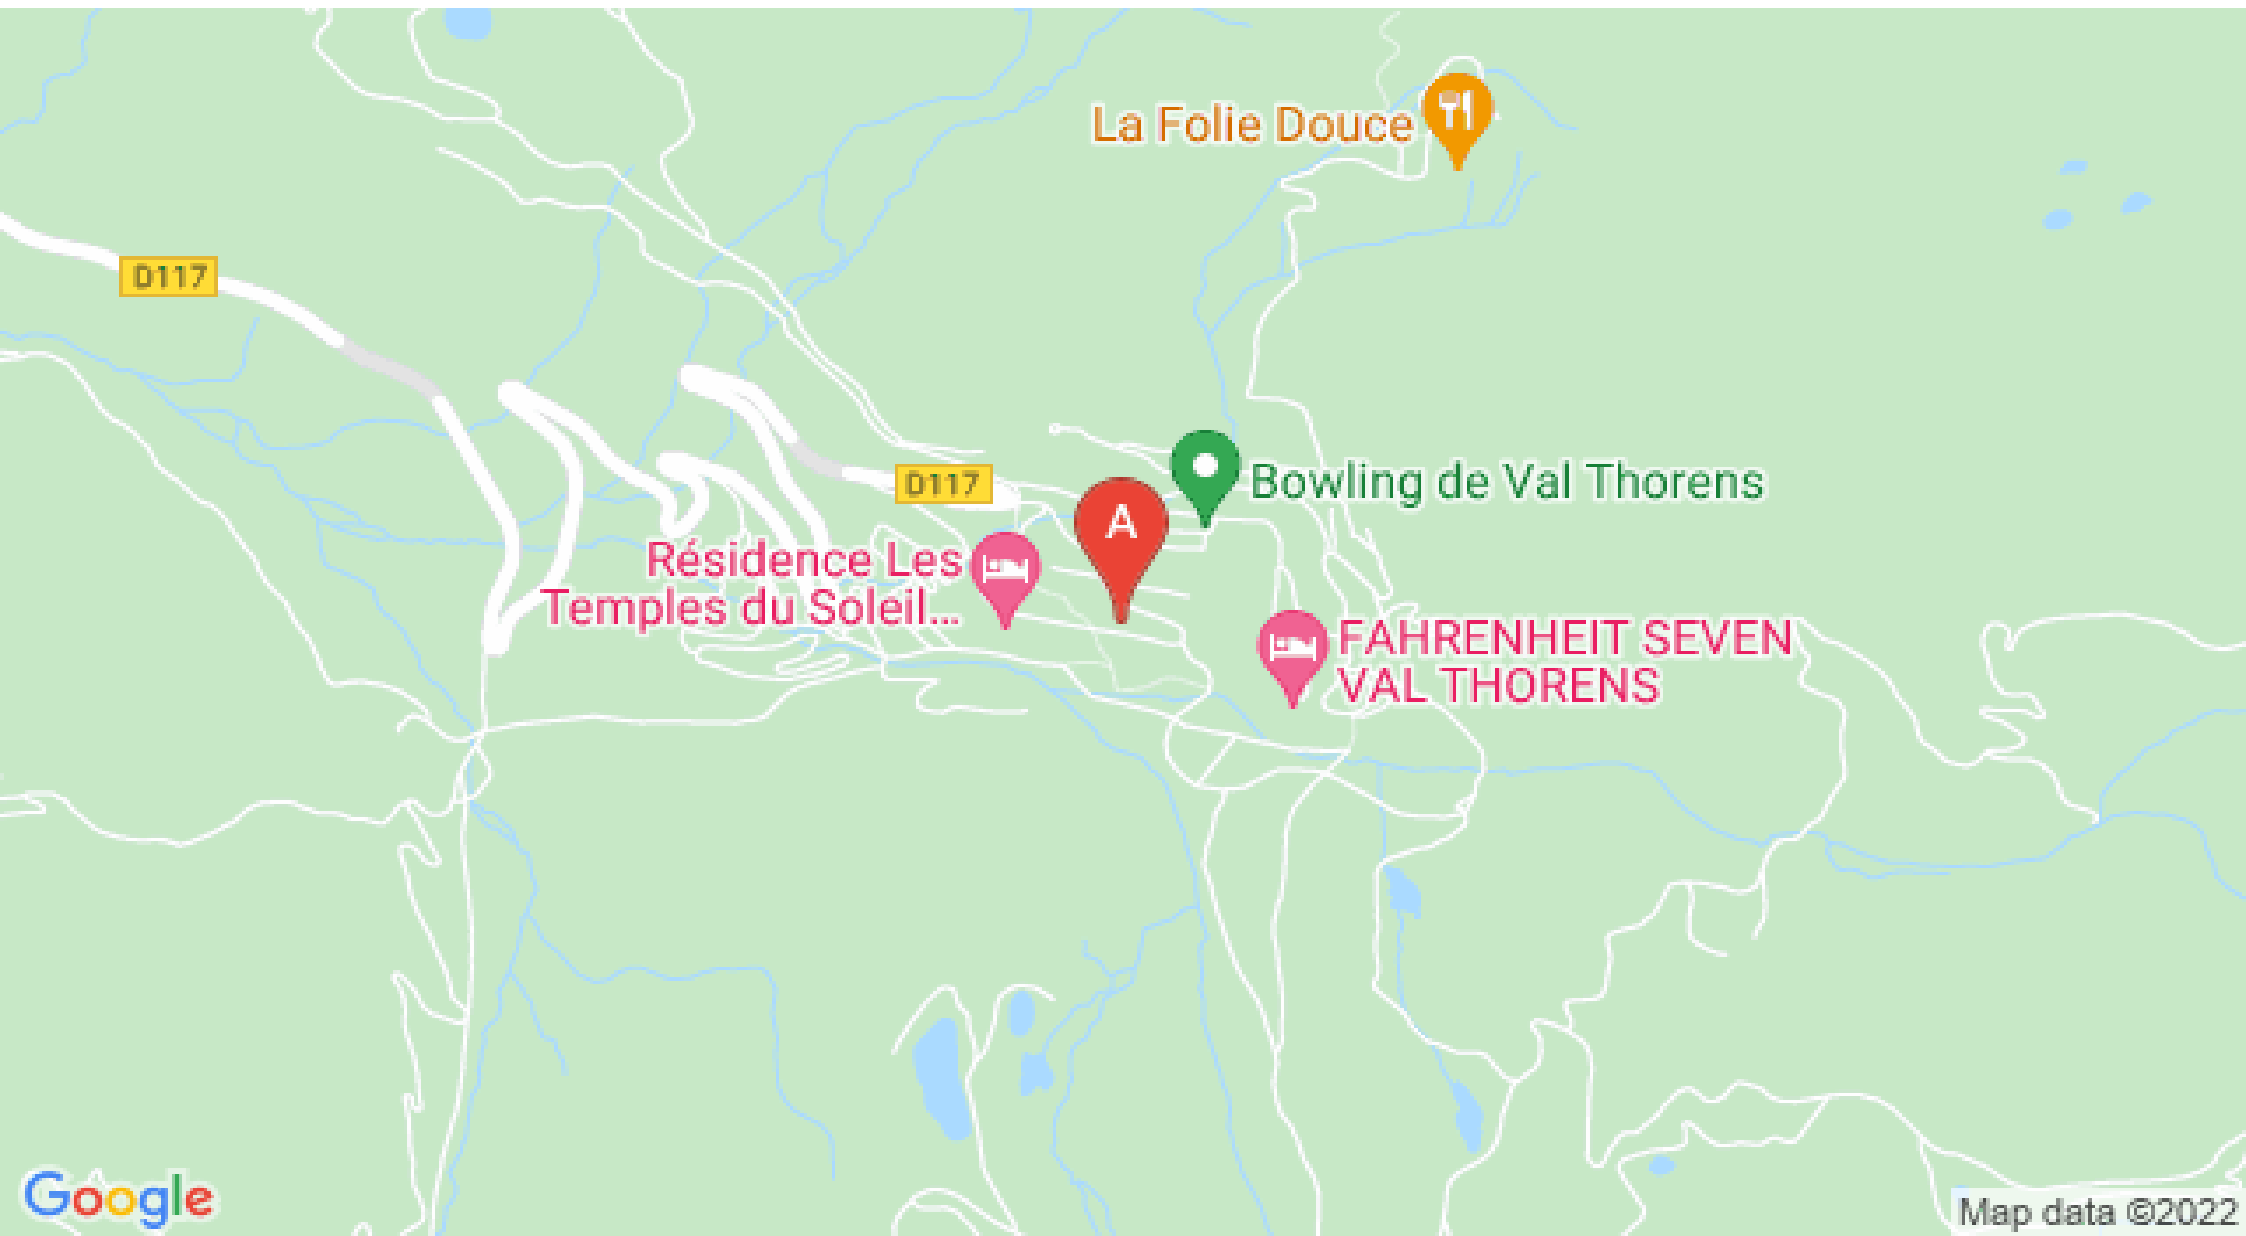 La Folie Douce
D117
D117
Bowling de Val Thorens
A
Résidence Les
Temples du Soleil...
FAHRENHEIT SEVEN
VAL THORENS
Google
Map data ©2022